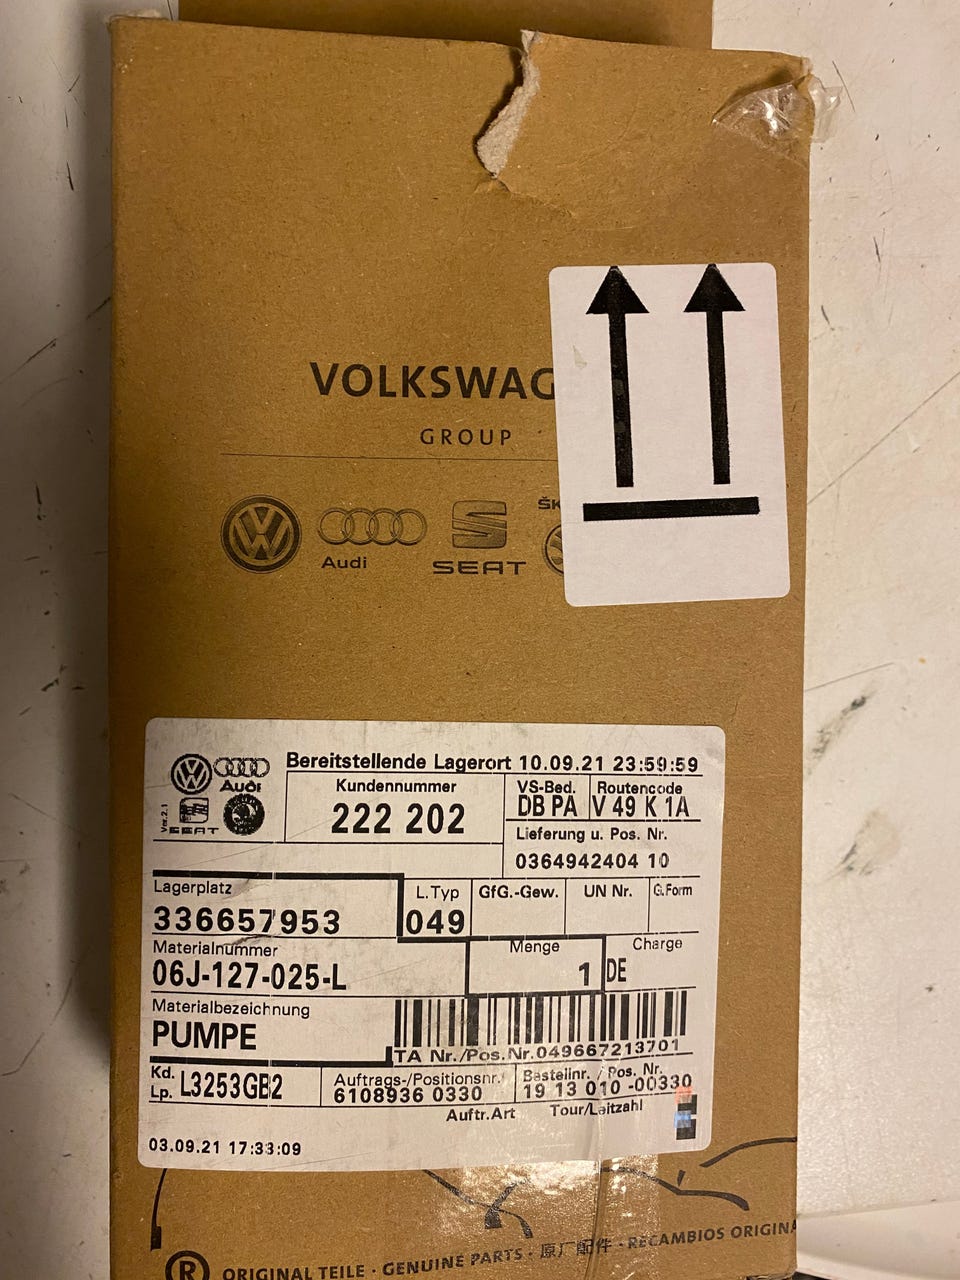 VOLKSWAG
GROUP
Audi
SEAT
ŠK
Bereitstellende Lagerort 10.09.21 23:59:59
Audi
SEAT
Ver.2.1
Kundennummer
222 202
VS-Bed.
DB PA
Routencode
V 49 K 1A
Lieferung u. Pos. Nr.
0364942404 10
Lagerplatz
336657953
L.Typ
049
GfG.-Gew.
UN Nr.
G.Form
Materialnummer
06J-127-025-L
Menge
1
Charge
DE
Materialbezeichnung
PUMPE
TA Nr./Pos.Nr.049667213701
Kd.
Lp. L3253GB2
Auftrags-/Positionsnr.
6108936 0330
Bestellnr. / Pos. Nr.
19 13 010 -00330
Auftr.Art
Tour/Leitzahl
03.09.21 17:33:09
® ORIGINAL TEILE · GENUINE PARTS · 原厂配件 · RECAMBIOS ORIGINA